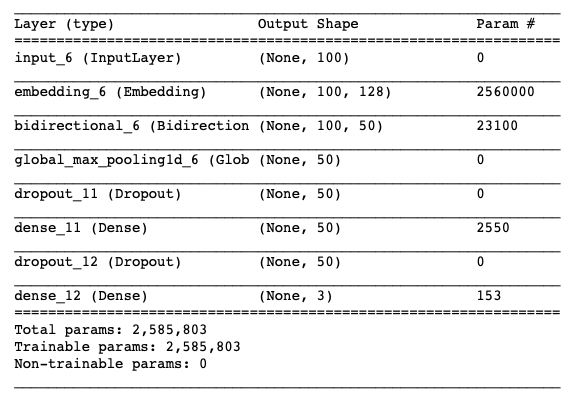 Layer (type) Output Shape Param #
input_6 (InputLayer) (None, 100) 0
embedding_6 (Embedding) (None, 100, 128) 2560000
bidirectional_6 (Bidirection (None, 100, 50) 23100
global_max_pooling1d_6 (Glob (None, 50) 0
dropout_11 (Dropout) (None, 50) 0
dense_11 (Dense) (None, 50) 2550
dropout_12 (Dropout) (None, 50) 0
dense_12 (Dense) (None, 3) 153
Total params: 2,585,803
Trainable params: 2,585,803
Non-trainable params: 0